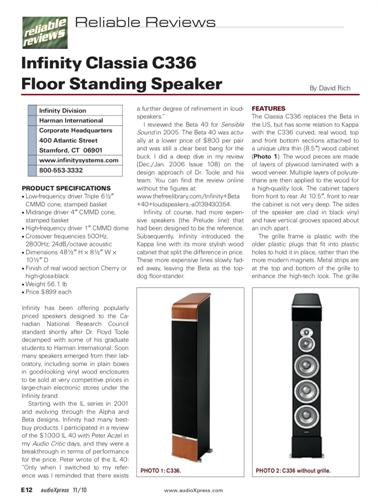 reliable
reviews
Reliable Reviews
Infinity Classia C336
Floor Standing Speaker
By David Rich
Infinity Division
Harman International
Corporate Headquarters
400 Atlantic Street
Stamford, CT 06901
www.infinitysystems.com
800-553-3332
PRODUCT SPECIFICATIONS
• Low-frequency driver Triple 6½″
CMMD cone, stamped basket
• Midrange driver 4″ CMMD cone,
stamped basket
• High-frequency driver 1″ CMMD dome
• Crossover frequencies 500Hz,
2800Hz; 24dB/octave acoustic
• Dimensions 48½″ H × 8½″ W ×
10½″ D
• Finish of real wood section Cherry or
high-gloss-black
• Weight 56.1 lb
• Price $899 each
Infinity has been offering popularly
priced speakers designed to the Ca-
nadian National Research Council
standard shortly after Dr. Floyd Toole
decamped with some of his graduate
students to Harman International. Soon
many speakers emerged from their lab-
oratory, including some in plain boxes
in good-looking vinyl wood enclosures
to be sold at very competitive prices in
large-chain electronic stores under the
Infinity brand.
Starting with the IL series in 2001
and evolving through the Alpha and
Beta designs, Infinity had many best-
buy products. I participated in a review
of the $1000 IL 40 with Peter Aczel in
my Audio Critic days, and they were a
breakthrough in terms of performance
for the price. Peter wrote of the IL 40:
"Only when I switched to my refer-
ence was I reminded that there exists
a further degree of refinement in loud-
speakers."
I reviewed the Beta 40 for Sensible
Sound in 2005. The Beta 40 was actu-
ally at a lower price of $800 per pair
and was still a clear best bang for the
buck. I did a deep dive in my review
(Dec./Jan. 2006 Issue 108) on the
design approach of Dr. Toole and his
team. You can find the review online
without the figures at:
www.thefreelibrary.com/Infinity+Beta
+40+loudspeakers.-a0139430354.
Infinity, of course, had more expen-
sive speakers (the Prelude line) that
had been designed to be the reference.
Subsequently, Infinity introduced the
Kappa line with its more stylish wood
cabinet that split the difference in price.
These more expensive lines slowly fad-
ed away, leaving the Beta as the top-
dog floor-stander.
FEATURES
The Classia C336 replaces the Beta in
the US, but has some relation to Kappa
with the C336 curved, real wood, top
and front bottom sections attached to
a unique ultra thin (8.5″) wood cabinet
(Photo 1). The wood pieces are made
of layers of plywood laminated with a
wood veneer. Multiple layers of polyure-
thane are then applied to the wood for
a high-quality look. The cabinet tapers
from front to rear. At 10.5″, front to rear
the cabinet is not very deep. The sides
of the speaker are clad in black vinyl
and have vertical grooves spaced about
an inch apart.
The grille frame is plastic with the
older plastic plugs that fit into plastic
holes to hold it in place, rather than the
more modern magnets. Metal strips are
at the top and bottom of the grille to
enhance the high-tech look. The grille
PHOTO 1: C336.
PHOTO 2: C336 without grille.
E12 audioXpress 11/10
www.audioXpress.com